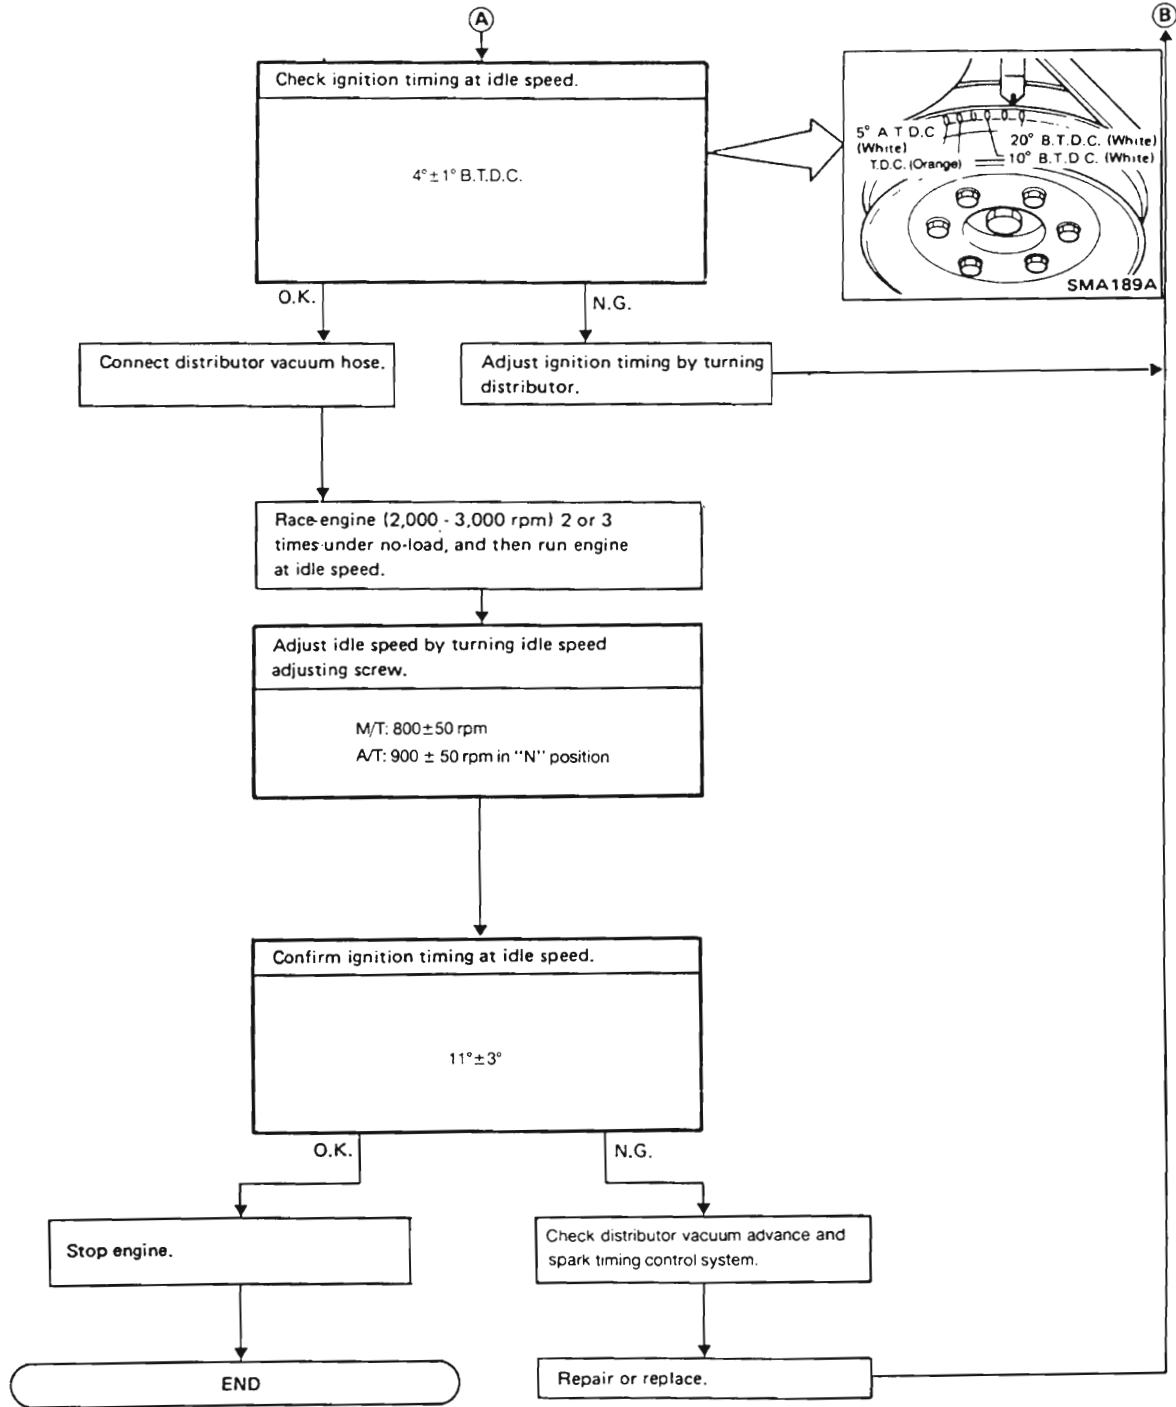 A
B
Check ignition timing at idle speed.
4°±1° B.T.D.C.
5° A T D.C
(White)
T.D.C. (Orange)
20° B.T.D.C. (White)
10° B.T.D C. (White)
SMA189A
O.K.
N.G.
Connect distributor vacuum hose.
Adjust ignition timing by turning
distributor.
Race-engine (2,000 - 3,000 rpm) 2 or 3
times under no-load, and then run engine
at idle speed.
Adjust idle speed by turning idle speed
adjusting screw.
M/T: 800±50 rpm
A/T: 900 ± 50 rpm in "N" position
Confirm ignition timing at idle speed.
11°±3°
O.K.
N.G.
Stop engine.
Check distributor vacuum advance and
spark timing control system.
END
Repair or replace.